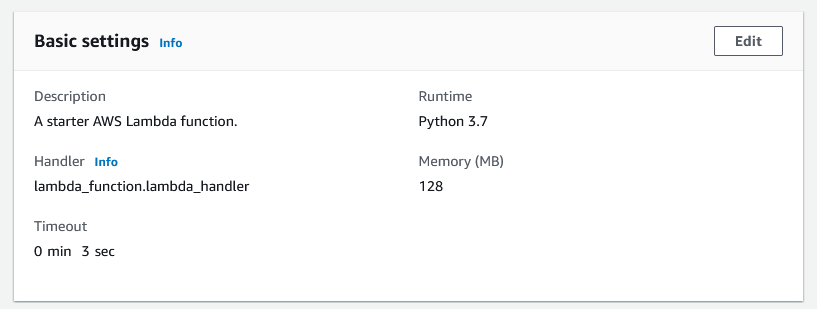 Basic settings Info
Edit
Description
A starter AWS Lambda function.
Runtime
Python 3.7
Handler Info
lambda_function.lambda_handler
Memory (MB)
128
Timeout
0 min 3 sec